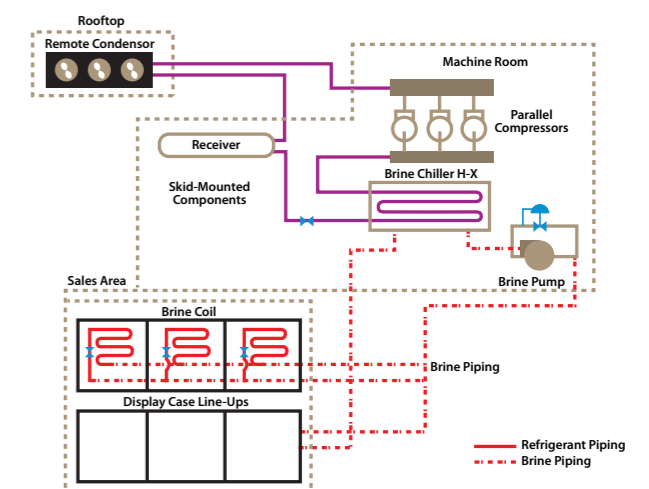 Rooftop
Remote Condensor
Machine Room
Parallel
Compressors
Receiver
Brine Chiller H-X
Skid-Mounted
Components
Sales Area
Brine Pump
Brine Coil
Brine Piping
Display Case Line-Ups
Refrigerant Piping
Brine Piping